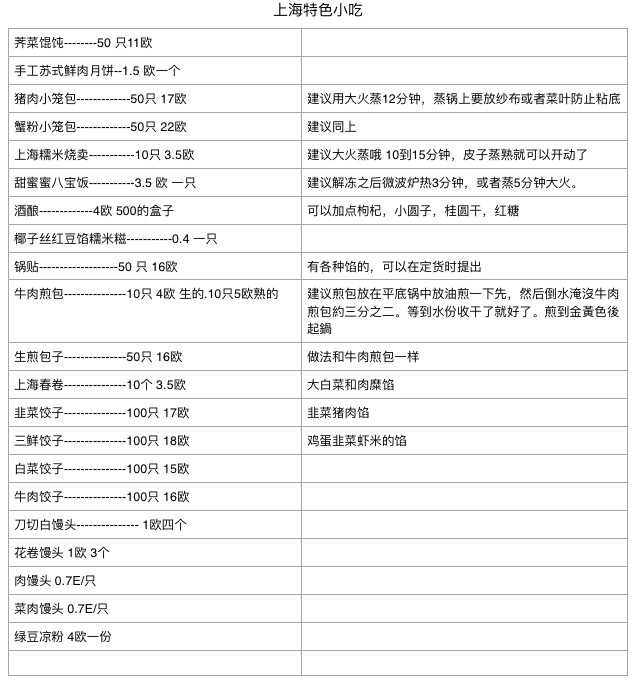 上海特色小吃
荠菜馄饨--------50 只11欧
手工苏式鲜肉月饼--1.5 欧一个
猪肉小笼包-------------50只 17欧
建议用大火蒸12分钟，蒸锅上要放纱布或者菜叶防止粘底
蟹粉小笼包-------------50只 22欧
建议同上
上海糯米烧卖-----------10只 3.5欧
建议大火蒸哦 10到15分钟，皮子蒸熟就可以开动了
甜蜜蜜八宝饭-----------3.5 欧 一只
建议解冻之后微波炉热3分钟，或者蒸5分钟大火。
酒酿-------------4欧 500的盒子
可以加点枸杞，小圆子，桂圆干，红糖
椰子丝红豆馅糯米糍-----------0.4 一只
锅贴-------------------50 只 16欧
有各种馅的，可以在定货时提出
牛肉煎包---------------10只 4欧 生的.10只5欧熟的
建议煎包放在平底锅中放油煎一下先，然后倒水淹沒牛肉
煎包約三分之二。等到水份收干了就好了。煎到金黃色後
起鍋
生煎包子---------------50只 16欧
做法和牛肉煎包一样
上海春卷---------------10个 3.5欧
大白菜和肉糜馅
韭菜饺子---------------100只 17欧
韭菜猪肉馅
三鲜饺子---------------100只 18欧
鸡蛋韭菜虾米的馅
白菜饺子---------------100只 15欧
牛肉饺子---------------100只 16欧
刀切白馒头--------------- 1欧四个
花卷馒头 1欧 3个
肉馒头 0.7E/只
菜肉馒头 0.7E/只
绿豆凉粉 4欧一份